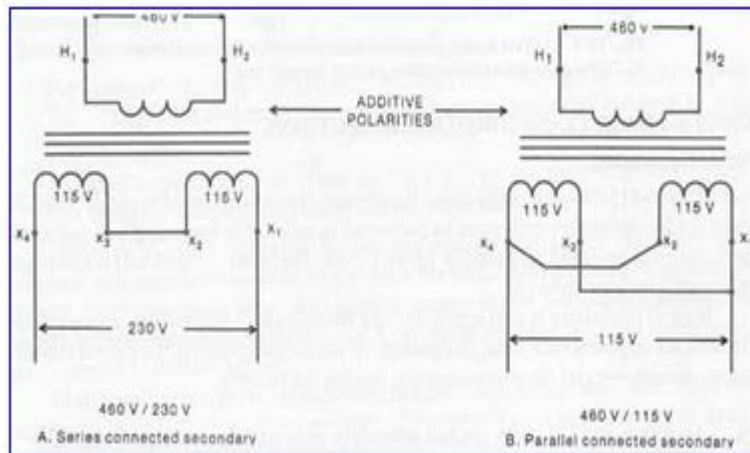 460 V
H1
H2
ADDITIVE
POLARITIES
115 V
115 V
X4
X3
X2
X1
230 V
460 V / 230 V
A. Series connected secondary
460 V
H1
H2
115 V
115 V
X4
X3
X2
X
115 V
460 V / 115 V
B. Parallel connected secondary